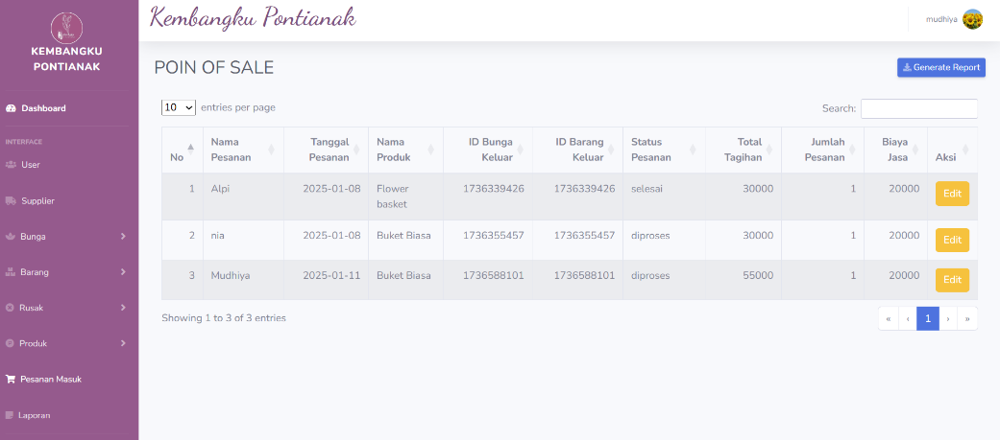 KEMBANGKU
PONTIANAK
Dashboard
INTERFACE
User
Supplier
Bunga
Barang
Rusak
Produk
Pesanan Masuk
Laporan
Kembangku Pontianak
mudhiya
POIN OF SALE
Generate Report
10 entries per page
Search:
No Nama Pesanan Tanggal Pesanan Nama Produk ID Bunga Keluar ID Barang Keluar Status Pesanan Total Tagihan Jumlah Pesanan Biaya Jasa Aksi
1 Alpi 2025-01-08 Flower basket 1736339426 1736339426 selesai 30000 1 20000 Edit
2 nia 2025-01-08 Buket Biasa 1736355457 1736355457 diproses 30000 1 20000 Edit
3 Mudhiya 2025-01-11 Buket Biasa 1736588101 1736588101 diproses 55000 1 20000 Edit
Showing 1 to 3 of 3 entries
« ‹ 1 › »